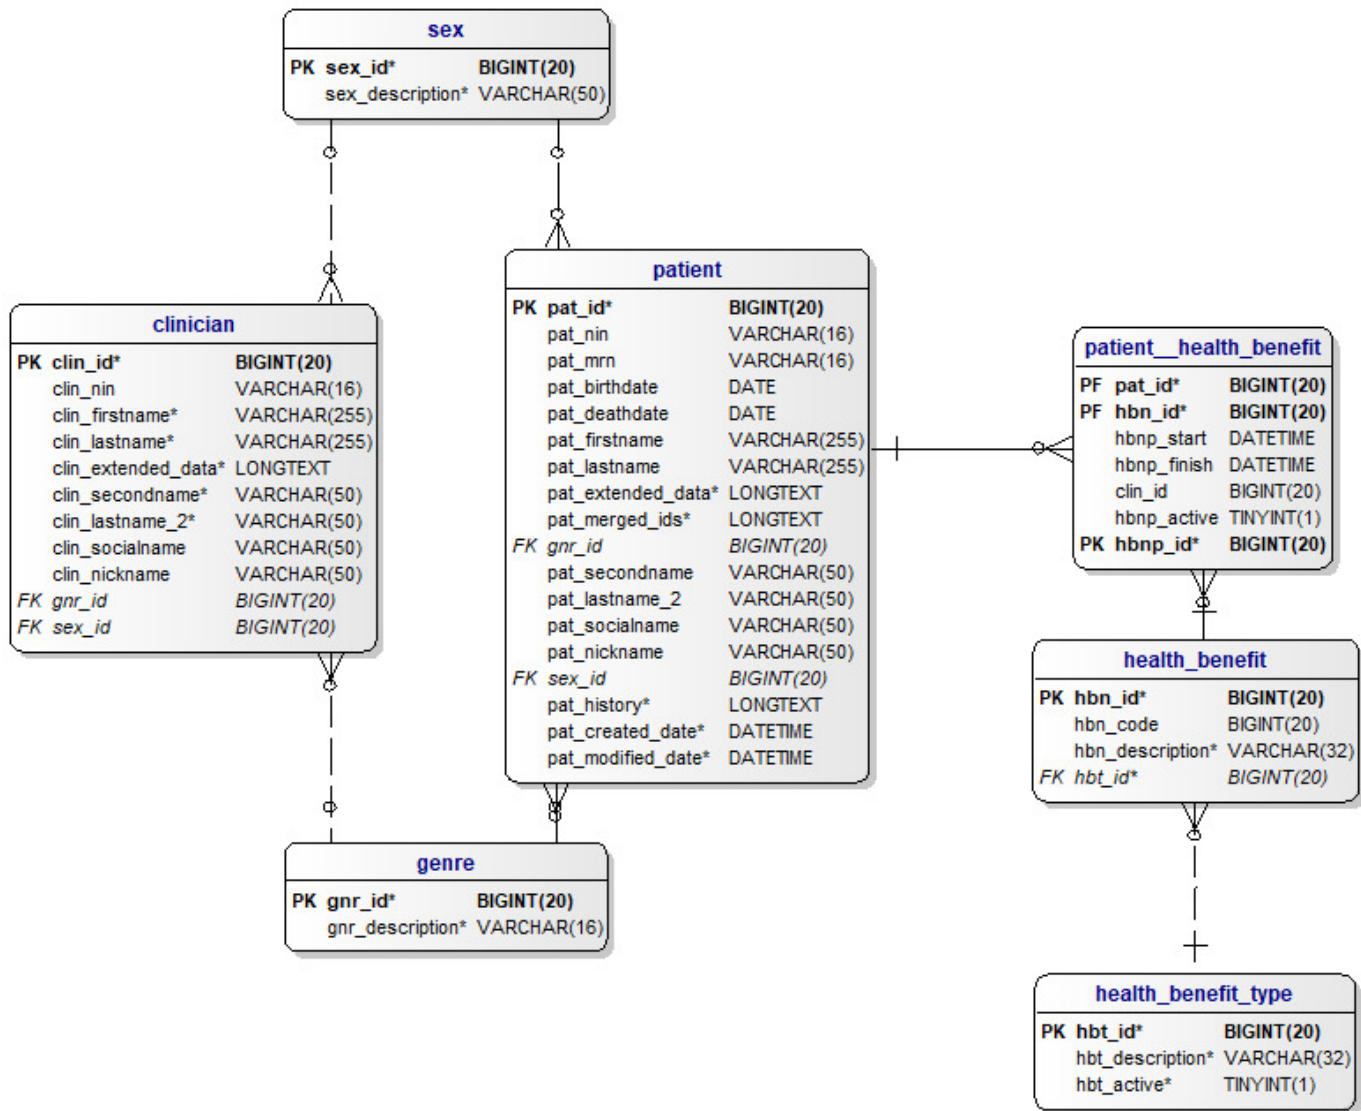 sex
PK sex_id* BIGINT(20)
sex_description* VARCHAR(50)
clinician
PK clin_id* BIGINT(20)
clin_nin VARCHAR(16)
clin_firstname* VARCHAR(255)
clin_lastname* VARCHAR(255)
clin_extended_data* LONGTEXT
clin_secondname* VARCHAR(50)
clin_lastname_2* VARCHAR(50)
clin_socialname VARCHAR(50)
clin_nickname VARCHAR(50)
FK gnr_id BIGINT(20)
FK sex_id BIGINT(20)
patient
PK pat_id* BIGINT(20)
pat_nin VARCHAR(16)
pat_mrn VARCHAR(16)
pat_birthdate DATE
pat_deathdate DATE
pat_firstname VARCHAR(255)
pat_lastname VARCHAR(255)
pat_extended_data* LONGTEXT
pat_merged_ids* LONGTEXT
FK gnr_id BIGINT(20)
pat_secondname VARCHAR(50)
pat_lastname_2 VARCHAR(50)
pat_socialname VARCHAR(50)
pat_nickname VARCHAR(50)
FK sex_id BIGINT(20)
pat_history* LONGTEXT
pat_created_date* DATETIME
pat_modified_date* DATETIME
genre
PK gnr_id* BIGINT(20)
gnr_description* VARCHAR(16)
patient__health_benefit
PF pat_id* BIGINT(20)
PF hbn_id* BIGINT(20)
hbnp_start DATETIME
hbnp_finish DATETIME
clin_id BIGINT(20)
hbnp_active TINYINT(1)
PK hbnp_id* BIGINT(20)
health_benefit
PK hbn_id* BIGINT(20)
hbn_code BIGINT(20)
hbn_description* VARCHAR(32)
FK hbt_id* BIGINT(20)
health_benefit_type
PK hbt_id* BIGINT(20)
hbt_description* VARCHAR(32)
hbt_active* TINYINT(1)